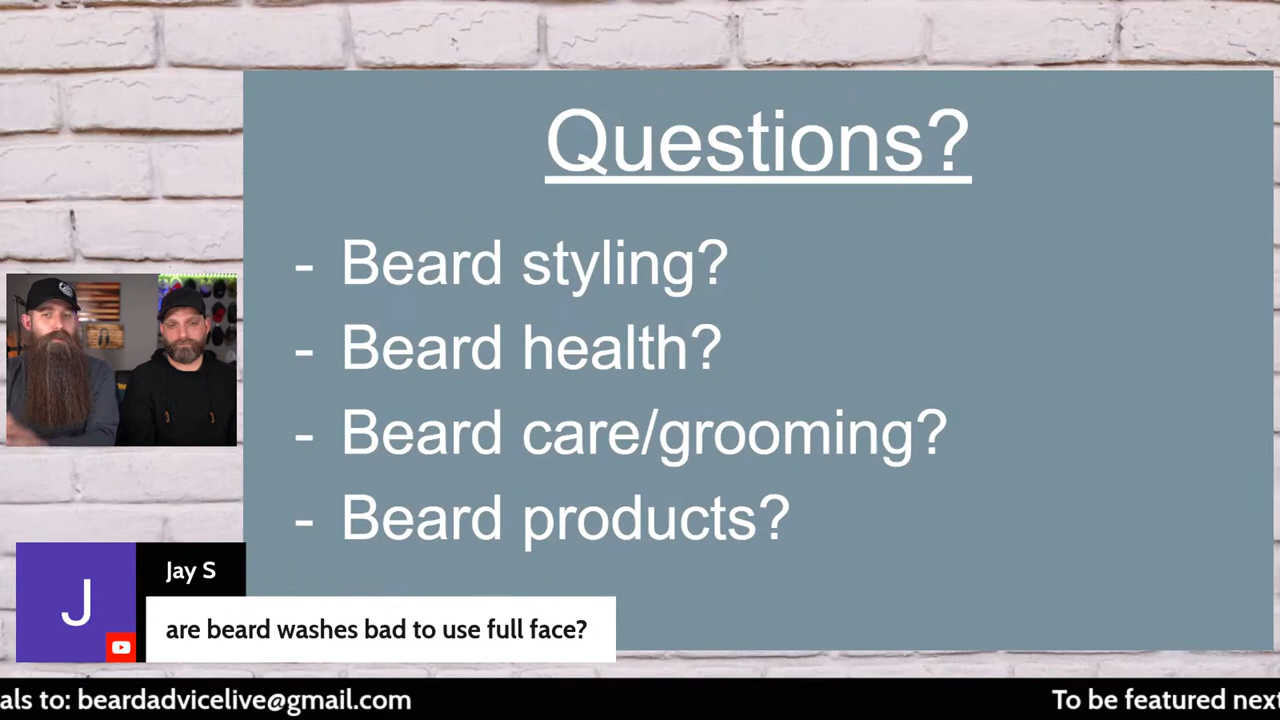 Questions?
- Beard styling?
- Beard health?
- Beard care/grooming?
- Beard products?
J
Jay S
are beard washes bad to use full face?
als to: beardadvicelive@gmail.com
To be featured next